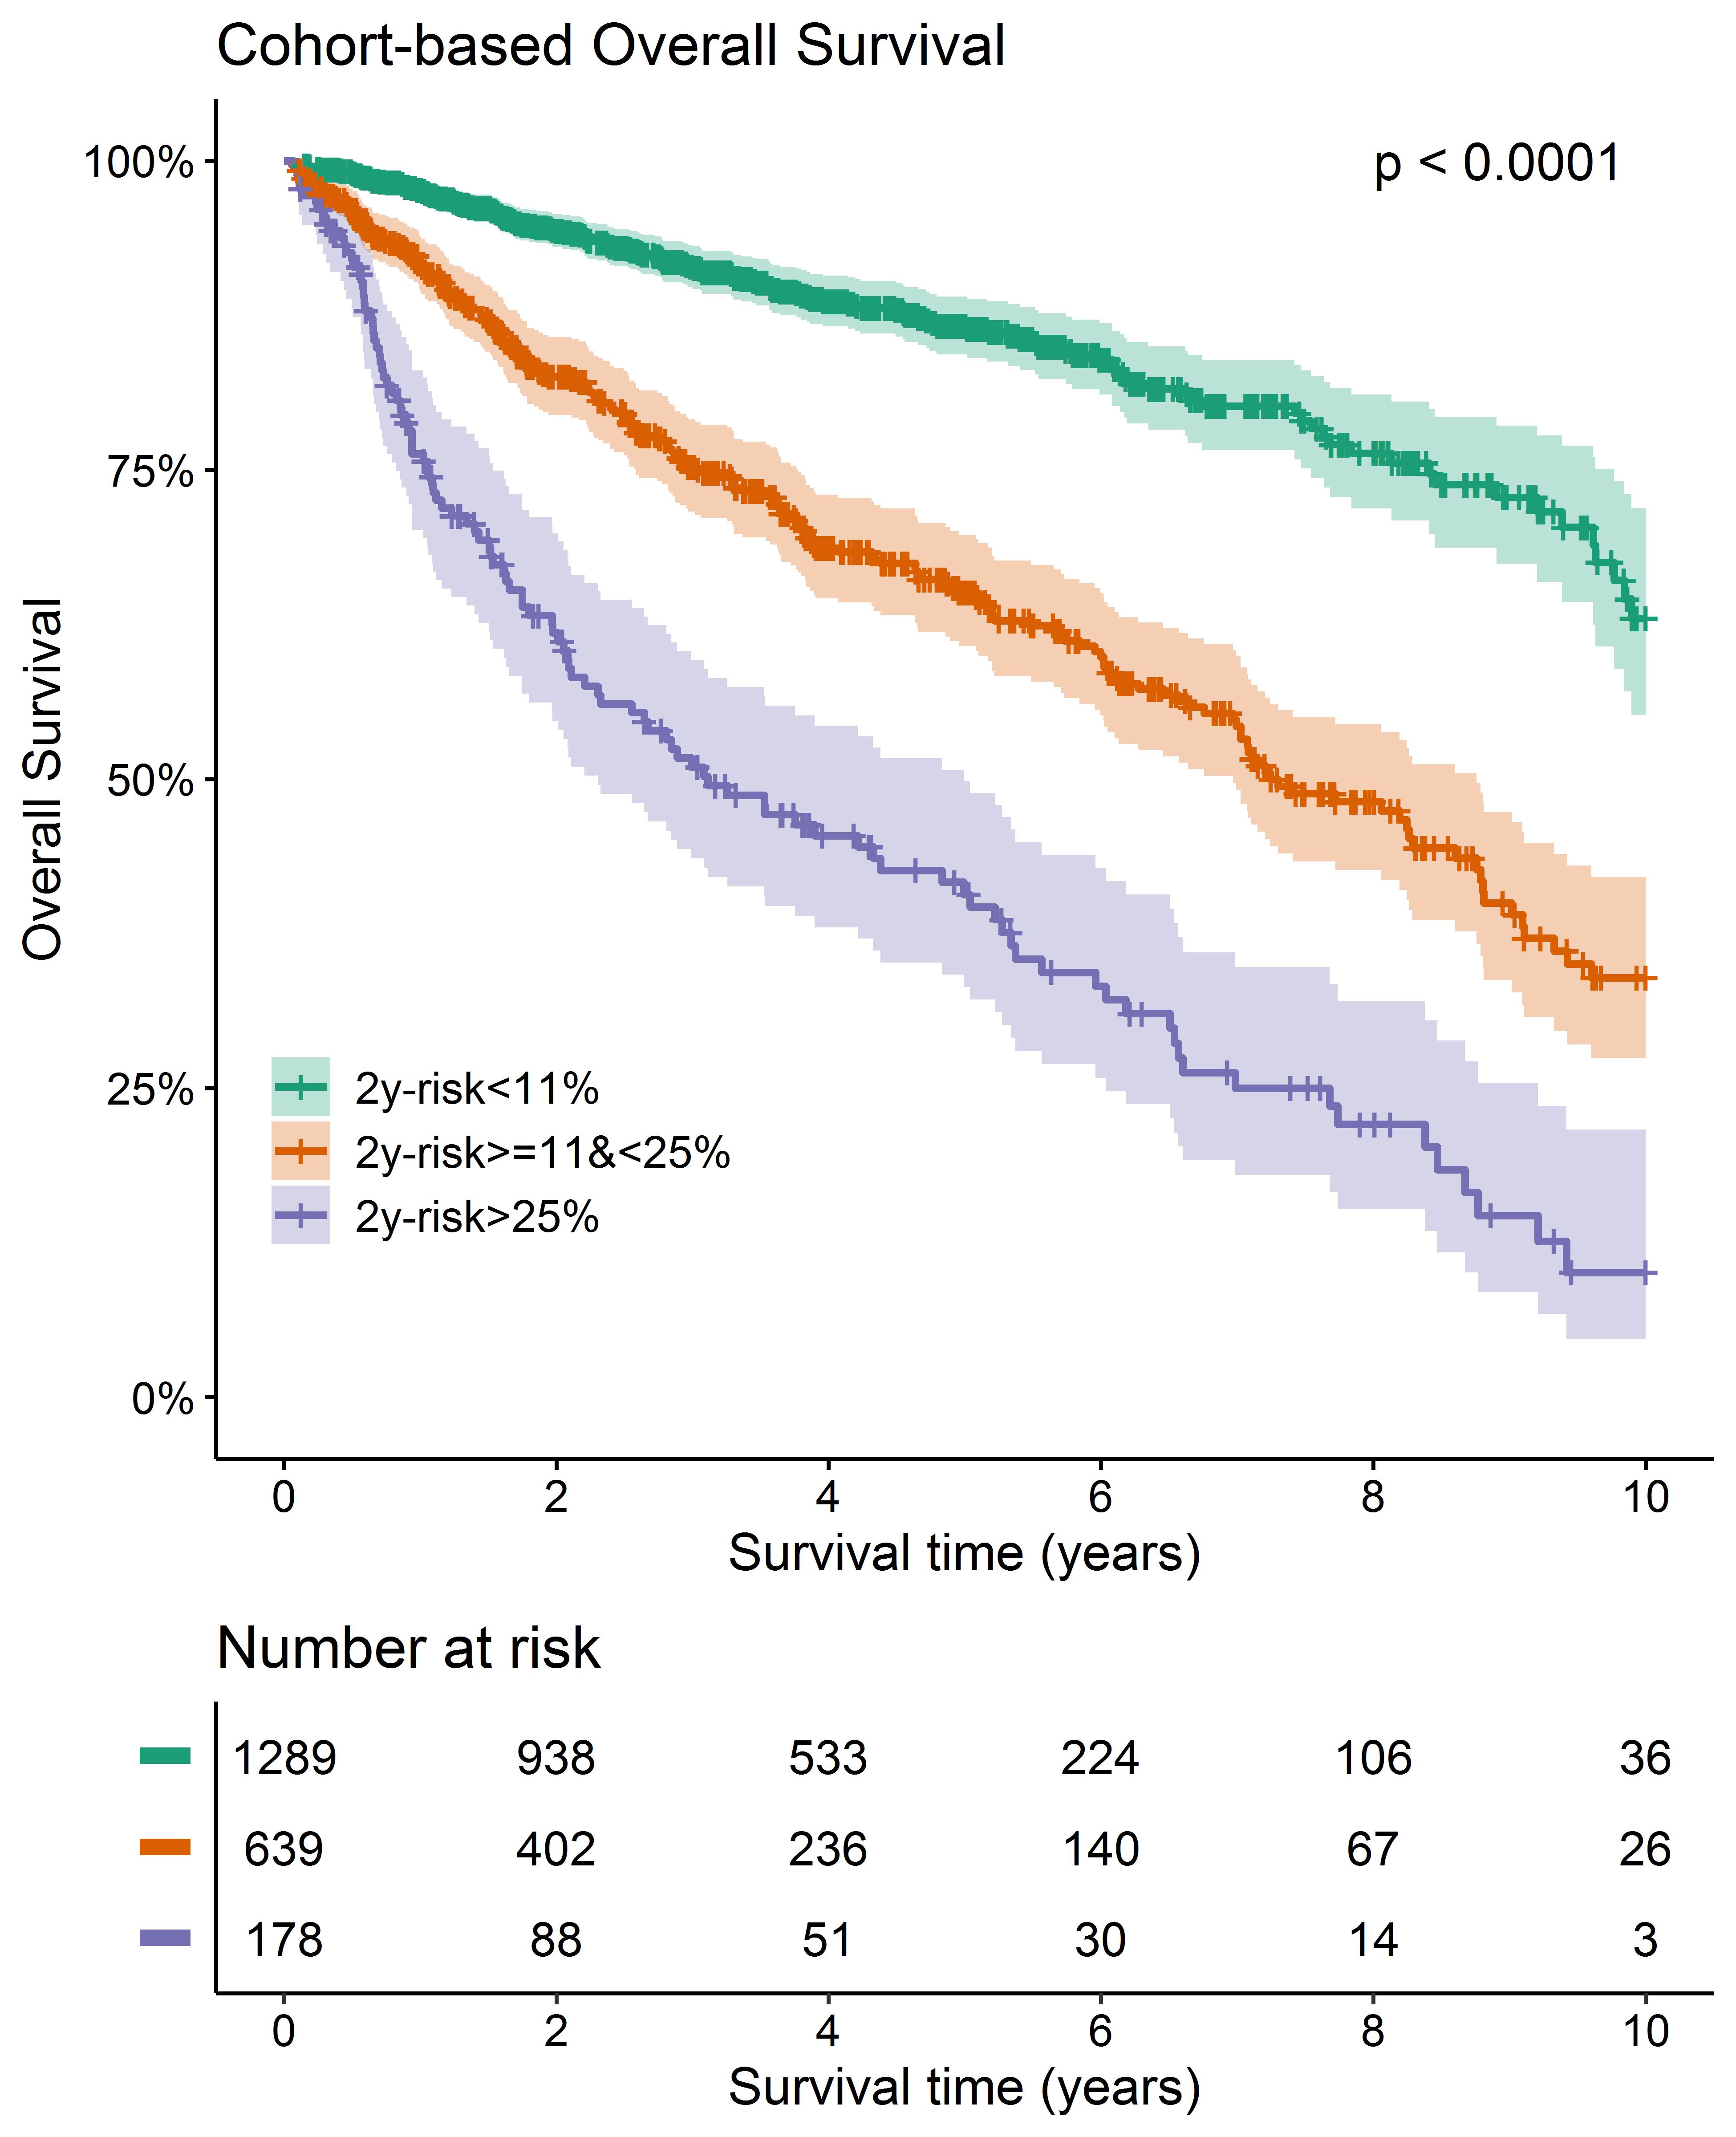 Cohort-based Overall Survival
p < 0.0001
100%
75%
50%
25%
0%
Overall Survival
2y-risk<11%
2y-risk>=11&<25%
2y-risk>25%
0 2 4 6 8 10
Survival time (years)
Number at risk
1289 938 533 224 106 36
639 402 236 140 67 26
178 88 51 30 14 3
0 2 4 6 8 10
Survival time (years)